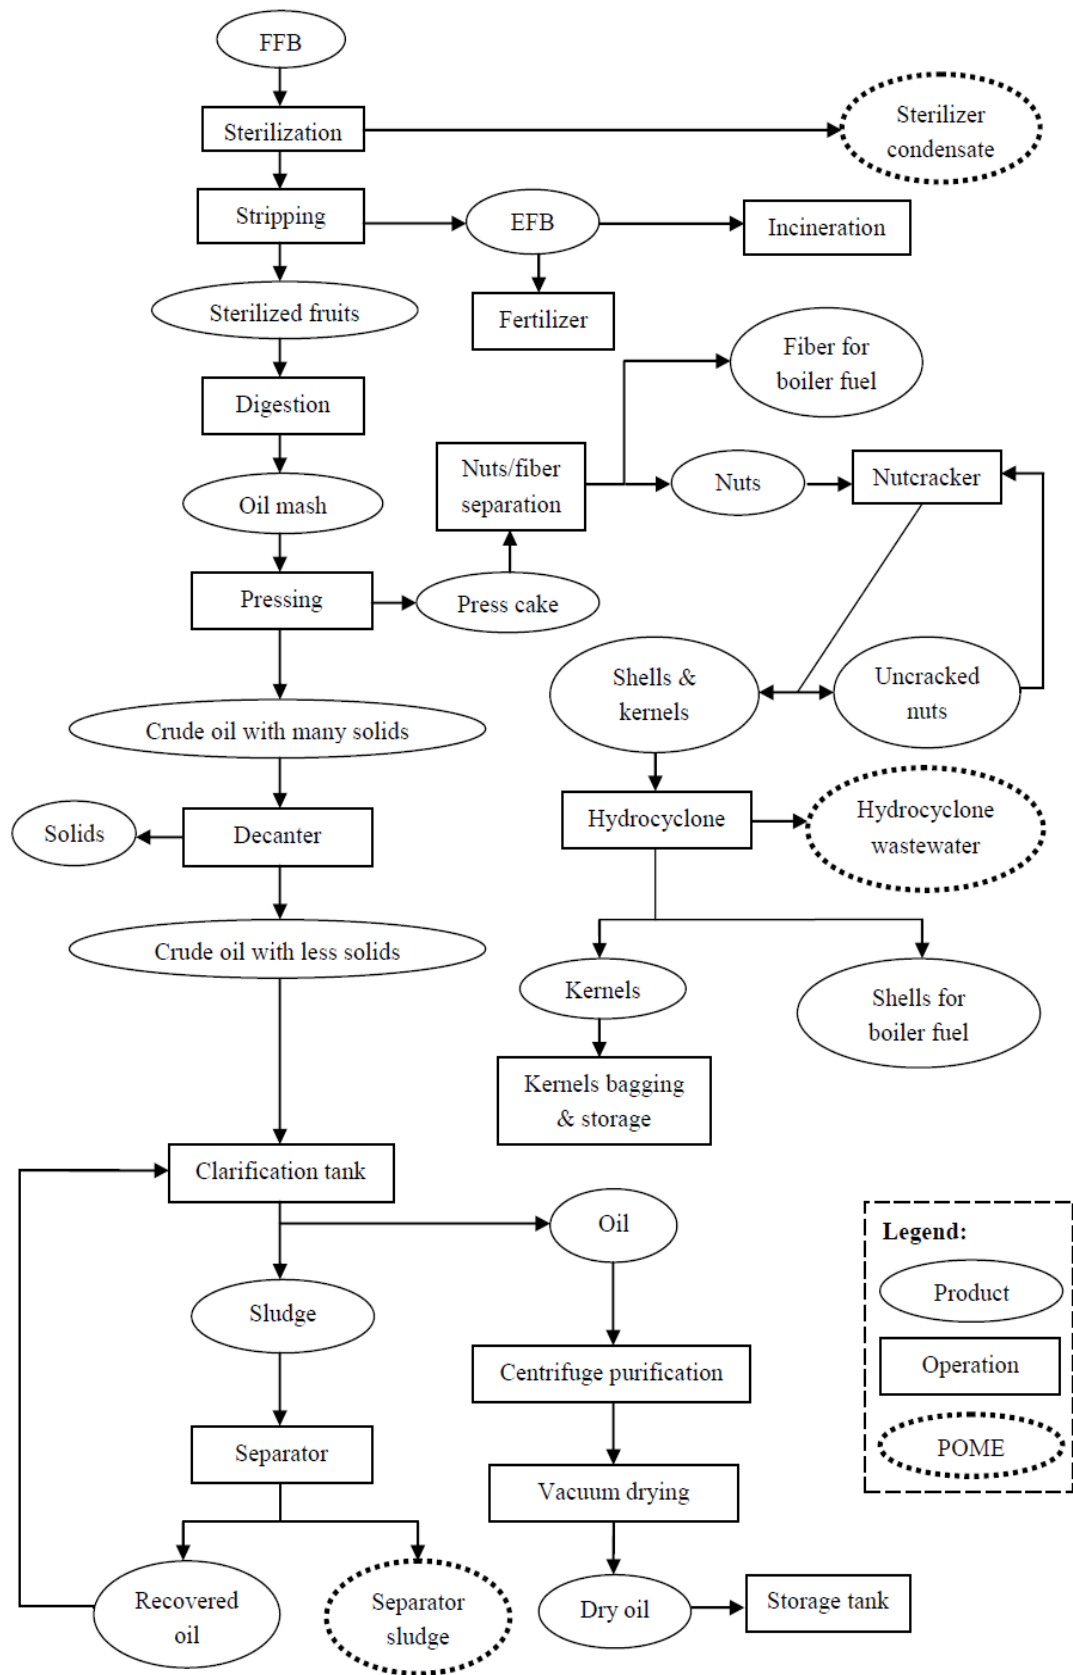 FFB
Sterilization
Sterilizer
condensate
Stripping
EFB
Incineration
Sterilized fruits
Fertilizer
Fiber for
boiler fuel
Digestion
Nuts/fiber
separation
Nuts
Nutcracker
Oil mash
Pressing
Press cake
Shells &
kernels
Uncracked
nuts
Crude oil with many solids
Solids
Decanter
Hydrocyclone
Hydrocyclone
wastewater
Crude oil with less solids
Kernels
Shells for
boiler fuel
Kernels bagging
& storage
Clarification tank
Oil
Sludge
Centrifuge purification
Separator
Vacuum drying
Recovered
oil
Separator
sludge
Dry oil
Storage tank
Legend:
Product
Operation
POME